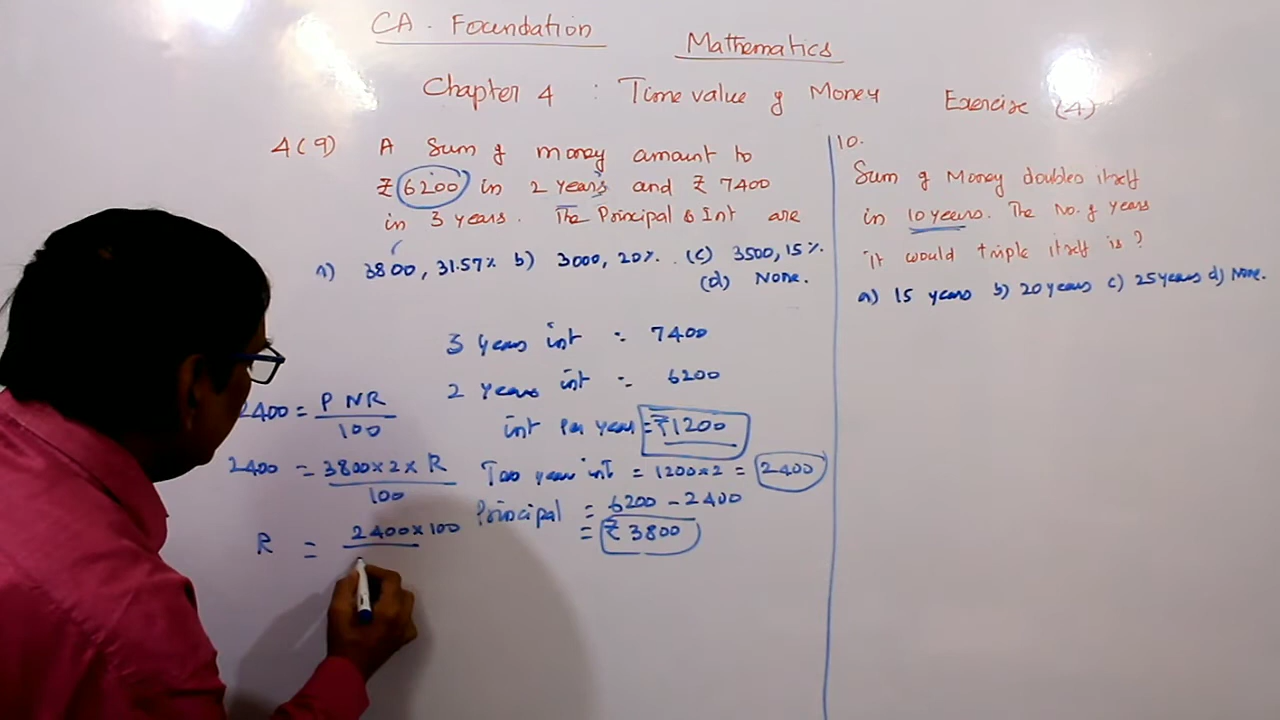 CA. Foundation
Mathematics
Chapter 4 : Time value of Money Exercise (4)
4(9) A Sum of money amount to
₹ 6200 in 2 years and ₹ 7400
in 3 years. The Principal & Int are
a) 3800, 31.57% b) 3000, 20%. (c) 3500, 15%.
(d) None.
3 years int : 7400
2 years int : 6200
int per year = ₹1200
Two year int = 1200×2 = 2400
Principal = 6200 - 2400
= ₹ 3800
2400 = PNR
100
2400 = 3800×2×R
100
R = 2400×100
10.
Sum of Money doubles itself
in 10 years. The No. of years
it would triple itself is?
a) 15 years b) 20 years c) 25 years d) None.